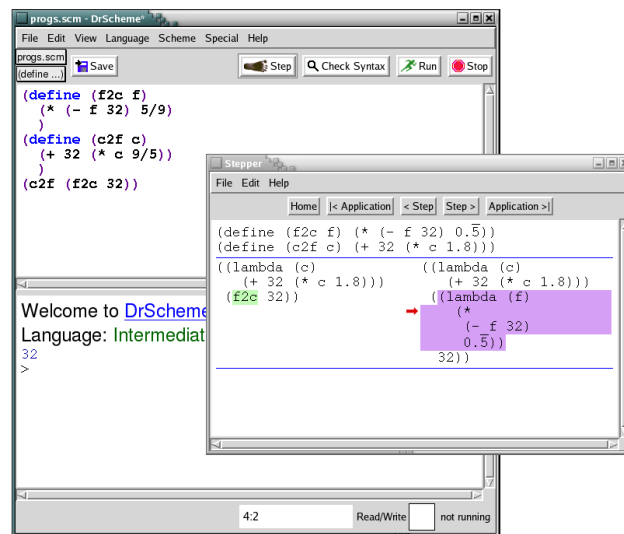 progs.scm - DrScheme*
File Edit View Language Scheme Special Help
progs.scm
(define ...)
Save
Step
Check Syntax
Run
Stop
(define (f2c f)
(* (- f 32) 5/9)
)
(define (c2f c)
(+ 32 (* c 9/5))
)
(c2f (f2c 32))
Welcome to DrScheme
Language: Intermediat
32
>
4:2
Read/Write
not running
Stepper
File Edit Help
Home
|< Application
< Step
Step >
Application >|
(define (f2c f) (* (- f 32) 0.5̅))
(define (c2f c) (+ 32 (* c 1.8)))
((lambda (c)
(+ 32 (* c 1.8)))
(f2c 32))
((lambda (c)
(+ 32 (* c 1.8)))
((lambda (f)
(*
(- f 32)
0.5̅))
32))